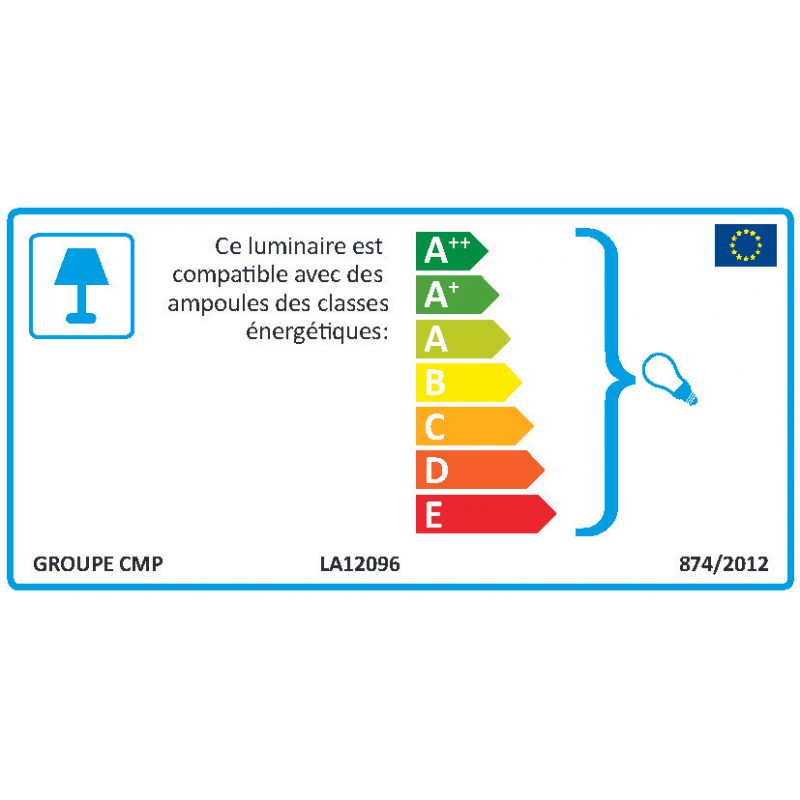 Ce luminaire est
compatible avec des
ampoules des classes
énergétiques:
A++
A+
A
B
C
D
E
GROUPE CMP LA12096 874/2012